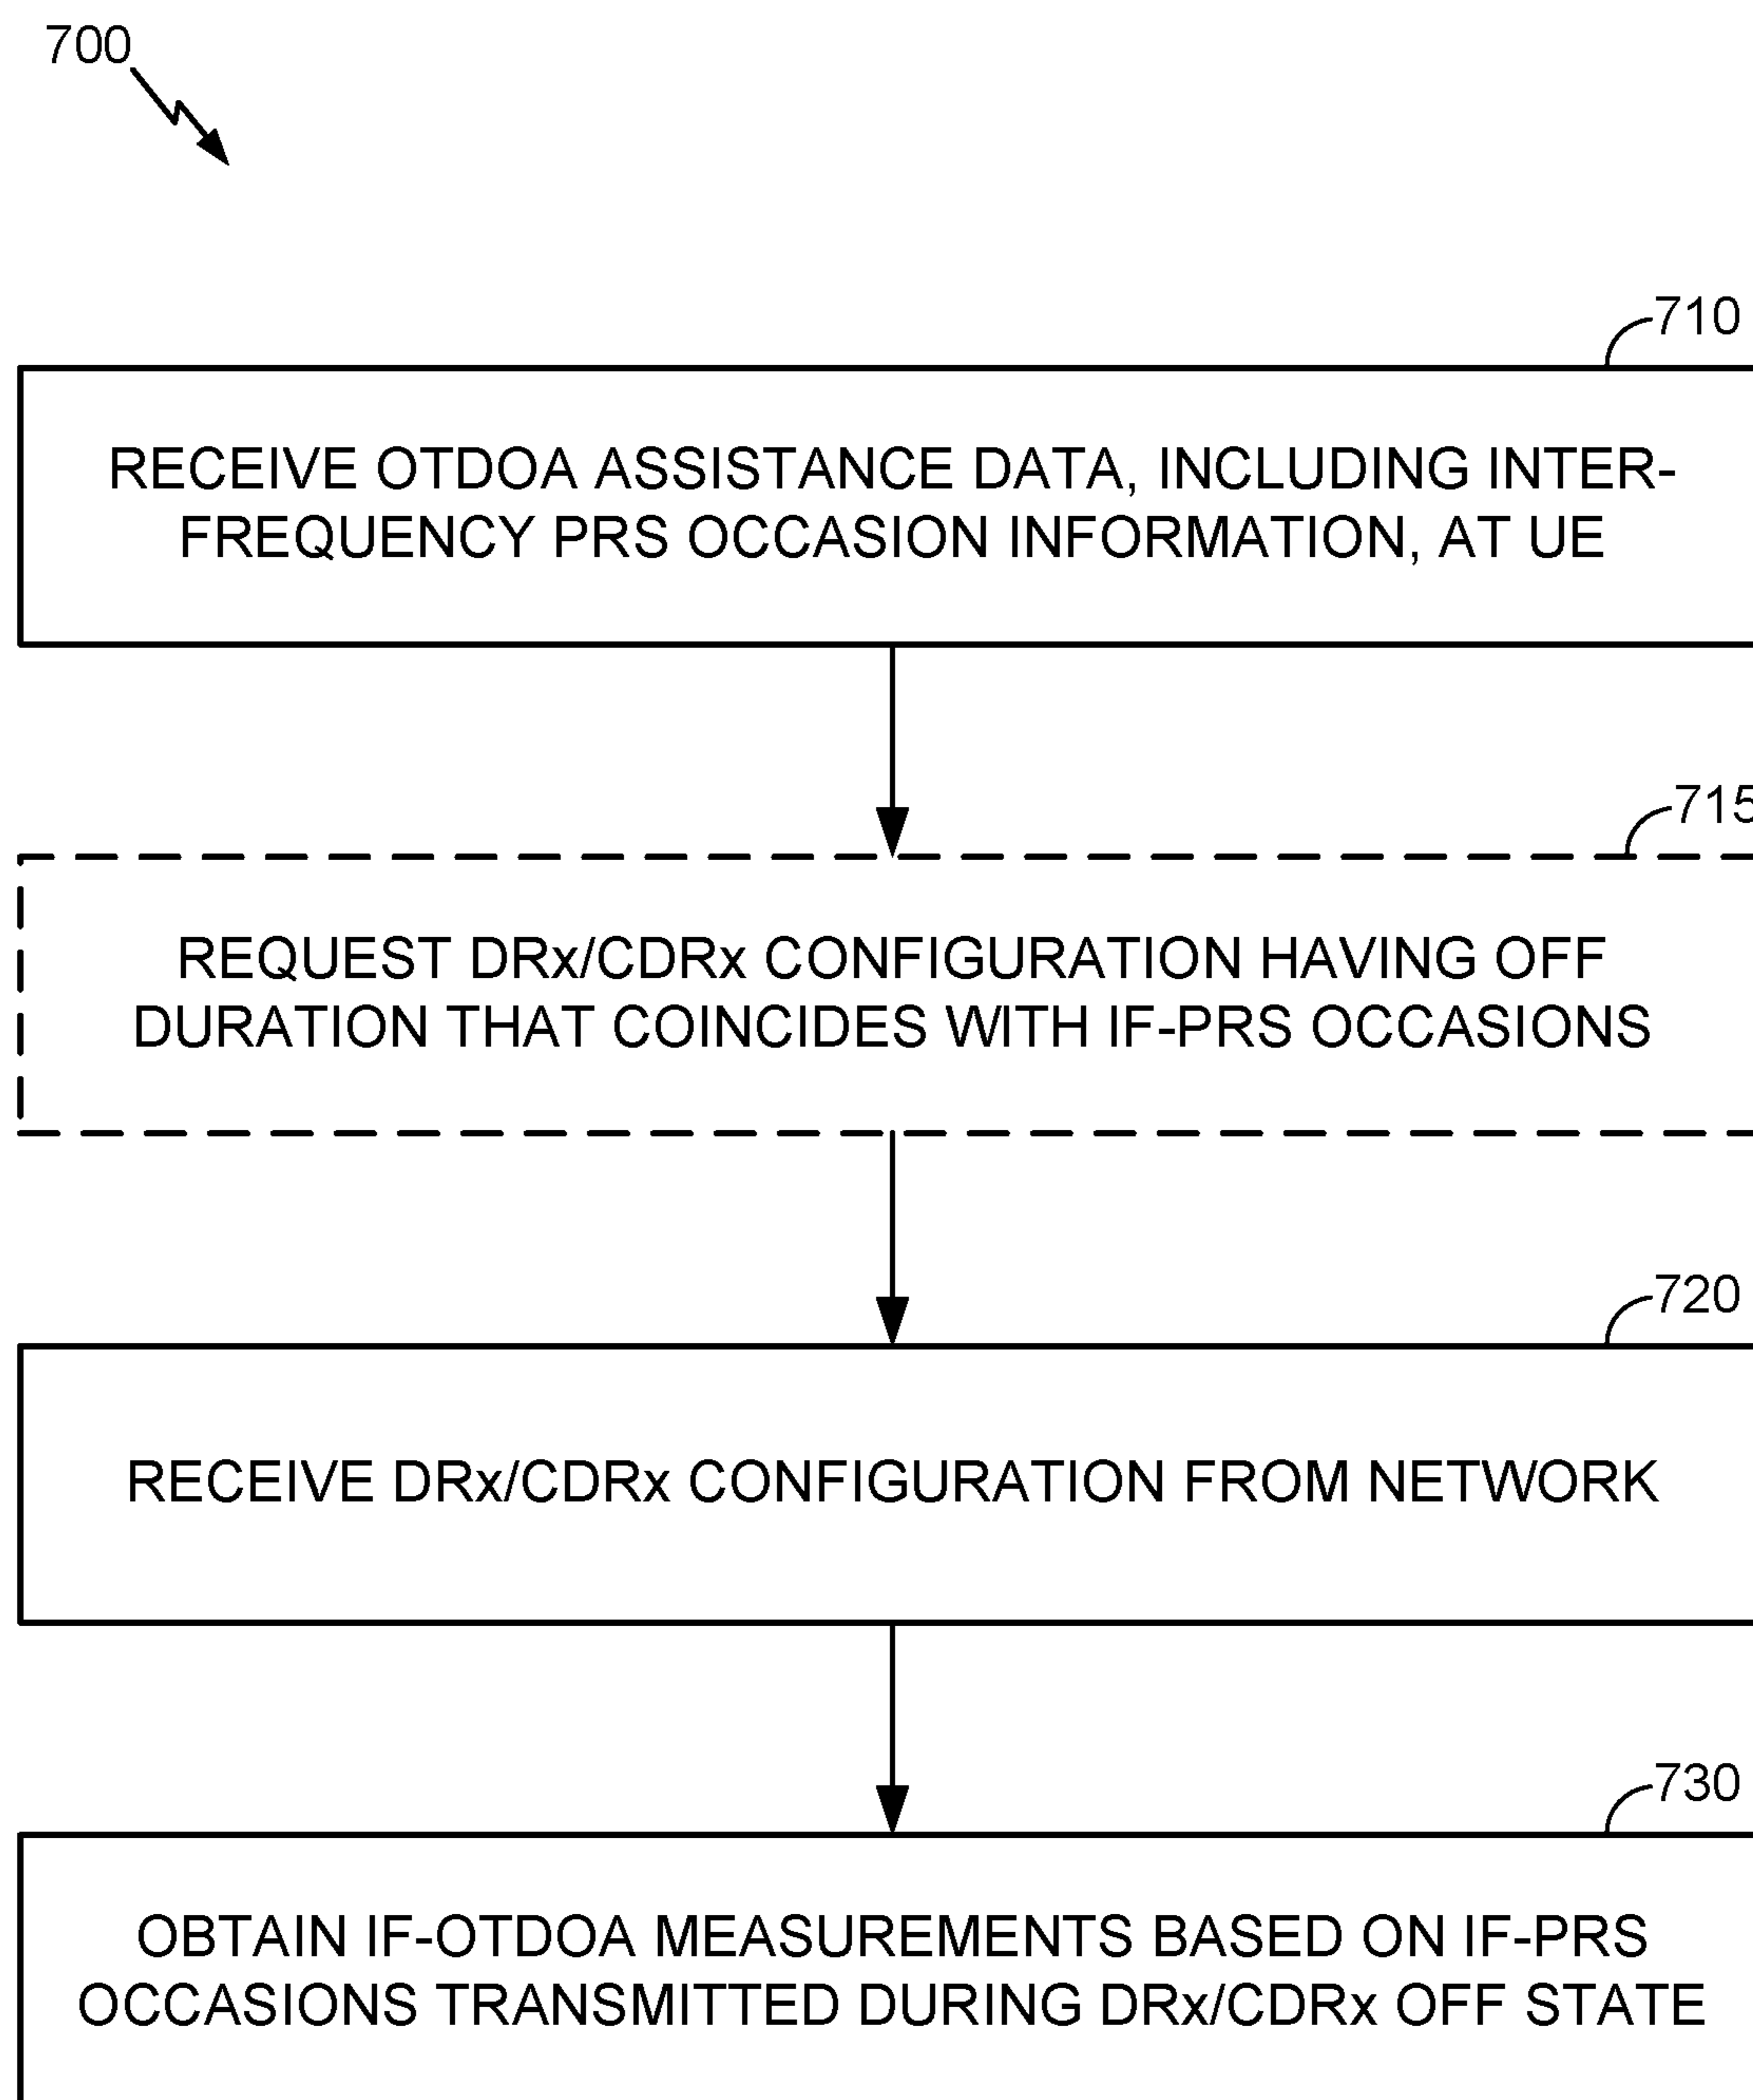 700
710
RECEIVE OTDOA ASSISTANCE DATA, INCLUDING INTER-
FREQUENCY PRS OCCASION INFORMATION, AT UE
715
REQUEST DRx/CDRx CONFIGURATION HAVING OFF
DURATION THAT COINCIDES WITH IF-PRS OCCASIONS
720
RECEIVE DRx/CDRx CONFIGURATION FROM NETWORK
730
OBTAIN IF-OTDOA MEASUREMENTS BASED ON IF-PRS
OCCASIONS TRANSMITTED DURING DRx/CDRx OFF STATE